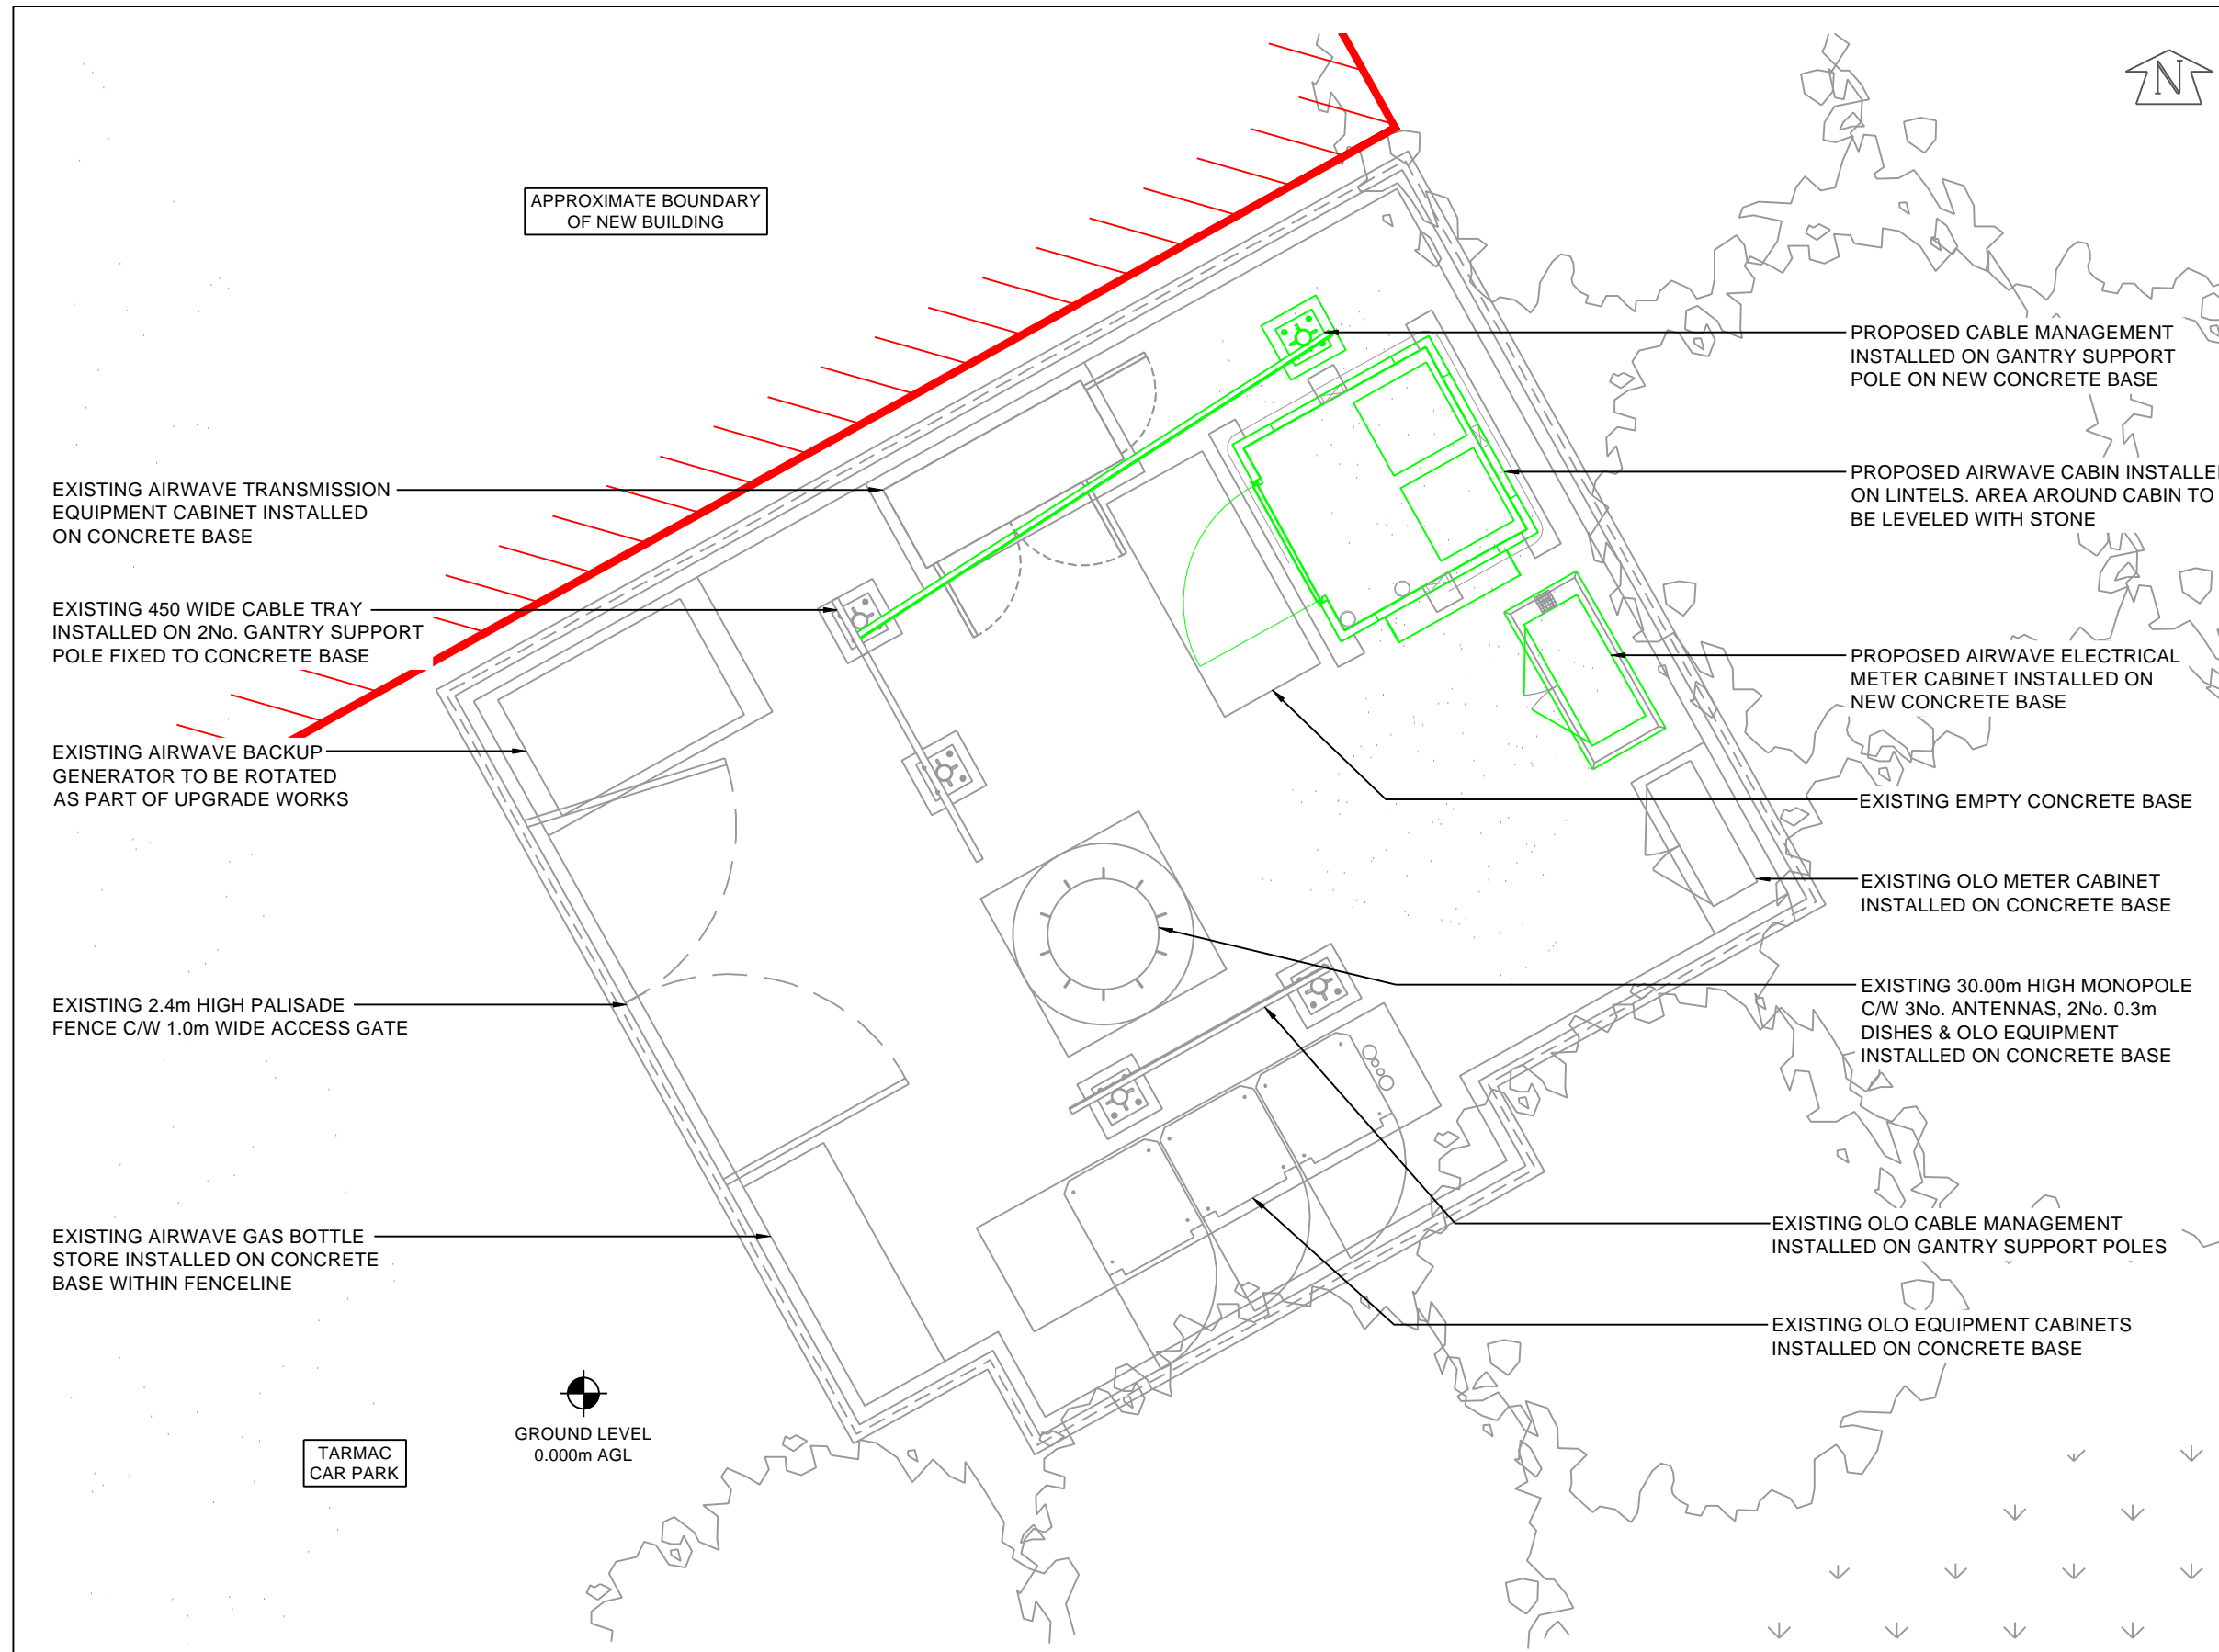 N
APPROXIMATE BOUNDARY
OF NEW BUILDING
PROPOSED CABLE MANAGEMENT
INSTALLED ON GANTRY SUPPORT
POLE ON NEW CONCRETE BASE
EXISTING AIRWAVE TRANSMISSION
EQUIPMENT CABINET INSTALLED
ON CONCRETE BASE
PROPOSED AIRWAVE CABIN INSTALLE
ON LINTELS. AREA AROUND CABIN TO
BE LEVELED WITH STONE
EXISTING 450 WIDE CABLE TRAY
INSTALLED ON 2No. GANTRY SUPPORT
POLE FIXED TO CONCRETE BASE
PROPOSED AIRWAVE ELECTRICAL
METER CABINET INSTALLED ON
NEW CONCRETE BASE
EXISTING AIRWAVE BACKUP
GENERATOR TO BE ROTATED
AS PART OF UPGRADE WORKS
EXISTING EMPTY CONCRETE BASE
EXISTING OLO METER CABINET
INSTALLED ON CONCRETE BASE
EXISTING 2.4m HIGH PALISADE
FENCE C/W 1.0m WIDE ACCESS GATE
EXISTING 30.00m HIGH MONOPOLE
C/W 3No. ANTENNAS, 2No. 0.3m
DISHES & OLO EQUIPMENT
INSTALLED ON CONCRETE BASE
EXISTING AIRWAVE GAS BOTTLE
STORE INSTALLED ON CONCRETE
BASE WITHIN FENCELINE
EXISTING OLO CABLE MANAGEMENT
INSTALLED ON GANTRY SUPPORT POLES
EXISTING OLO EQUIPMENT CABINETS
INSTALLED ON CONCRETE BASE
GROUND LEVEL
0.000m AGL
TARMAC
CAR PARK